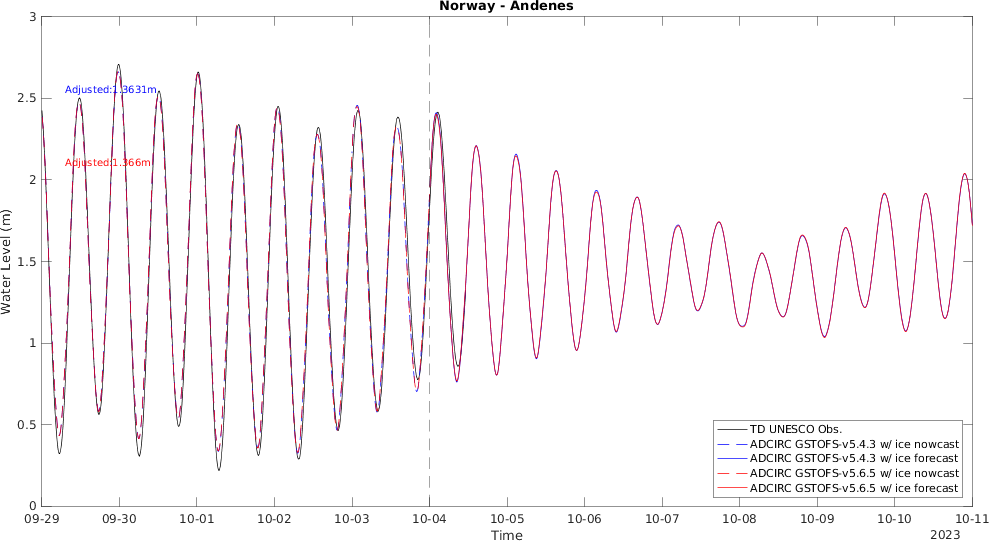 Norway - Andenes
3
2.5
2
1.5
1
0.5
0
Water Level (m)
Adjusted:1.3631m
Adjusted:1.366m
TD UNESCO Obs.
ADCIRC GSTOFS-v5.4.3 w/ ice nowcast
ADCIRC GSTOFS-v5.4.3 w/ ice forecast
ADCIRC GSTOFS-v5.6.5 w/ ice nowcast
ADCIRC GSTOFS-v5.6.5 w/ ice forecast
09-29 09-30 10-01 10-02 10-03 10-04 10-05 10-06 10-07 10-08 10-09 10-10 10-11
Time
2023